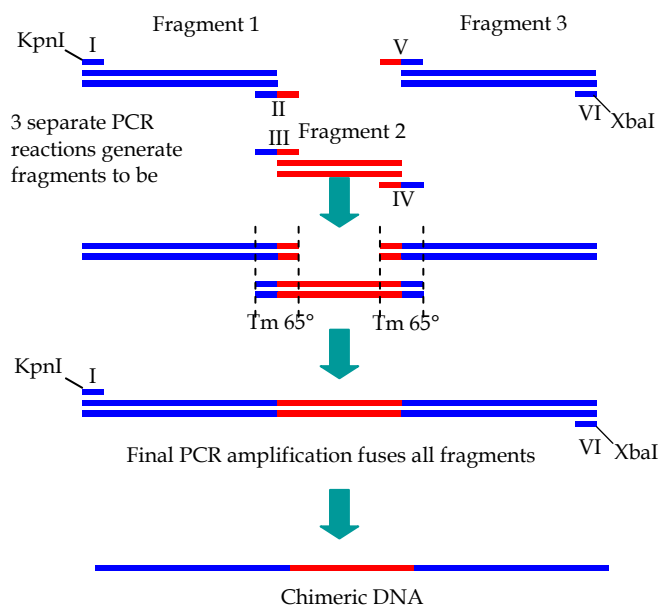 Fragment 1
Fragment 3
KpnI
I
V
II
VI
XbaI
3 separate PCR
reactions generate
fragments to be
III
Fragment 2
IV
Tm 65°
Tm 65°
KpnI
I
VI
XbaI
Final PCR amplification fuses all fragments
Chimeric DNA